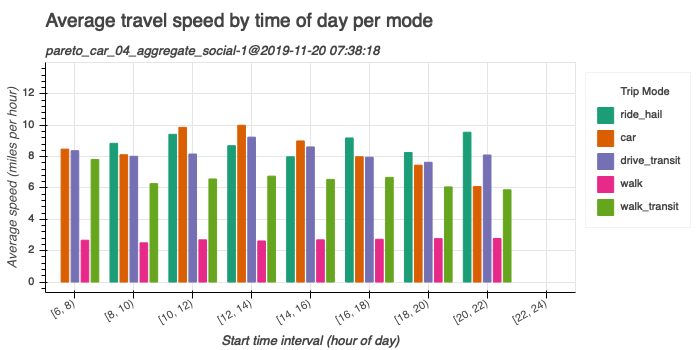 Average travel speed by time of day per mode
pareto_car_04_aggregate_social-1@2019-11-20 07:38:18
Average speed (miles per hour)
12
10
8
6
4
2
0
[6, 8)
[8, 10)
[10, 12)
[12, 14)
[14, 16)
[16, 18)
[18, 20)
[20, 22)
[22, 24)
Start time interval (hour of day)
Trip Mode
ride_hail
car
drive_transit
walk
walk_transit